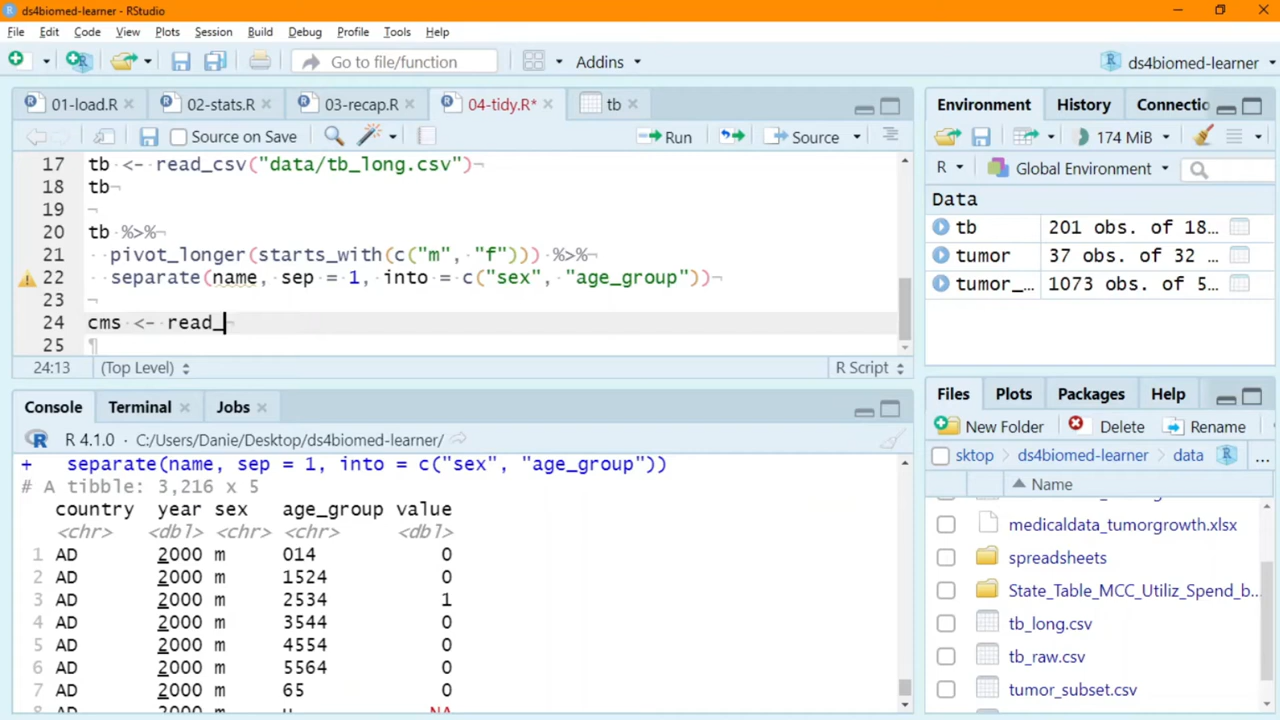 ds4biomed-learner - RStudio
File Edit Code View Plots Session Build Debug Profile Tools Help
Go to file/function Addins ds4biomed-learner
01-load.R 02-stats.R 03-recap.R 04-tidy.R* tb
Source on Save Run Source
17 tb <- read_csv("data/tb_long.csv")¬
18 tb¬
19 ¬
20 tb %>%¬
21 pivot_longer(starts_with(c("m", "f"))) %>%¬
22 separate(name, sep = 1, into = c("sex", "age_group"))¬
23 ¬
24 cms <- read_¬
25 ¶
24:13 (Top Level) R Script
Console Terminal Jobs
R 4.1.0 · C:/Users/Danie/Desktop/ds4biomed-learner/
+ separate(name, sep = 1, into = c("sex", "age_group"))
# A tibble: 3,216 x 5
country year sex age_group value
<chr> <dbl> <chr> <chr> <dbl>
1 AD 2000 m 014 0
2 AD 2000 m 1524 0
3 AD 2000 m 2534 1
4 AD 2000 m 3544 0
5 AD 2000 m 4554 0
6 AD 2000 m 5564 0
7 AD 2000 m 65 0
8 AD 2000 m u NA
Environment History Connectio
174 MiB
R Global Environment
Data
tb 201 obs. of 18…
tumor 37 obs. of 32 …
tumor_… 1073 obs. of 5…
Files Plots Packages Help
New Folder Delete Rename
sktop ds4biomed-learner data ...
Name
medicaldata_tumorgrowth.xlsx
spreadsheets
State_Table_MCC_Utiliz_Spend_b...
tb_long.csv
tb_raw.csv
tumor_subset.csv